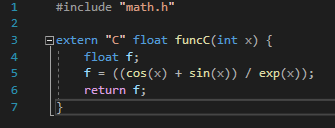 1 #include "math.h"
2
3 extern "C" float funcC(int x) {
4 float f;
5 f = ((cos(x) + sin(x)) / exp(x));
6 return f;
7 }